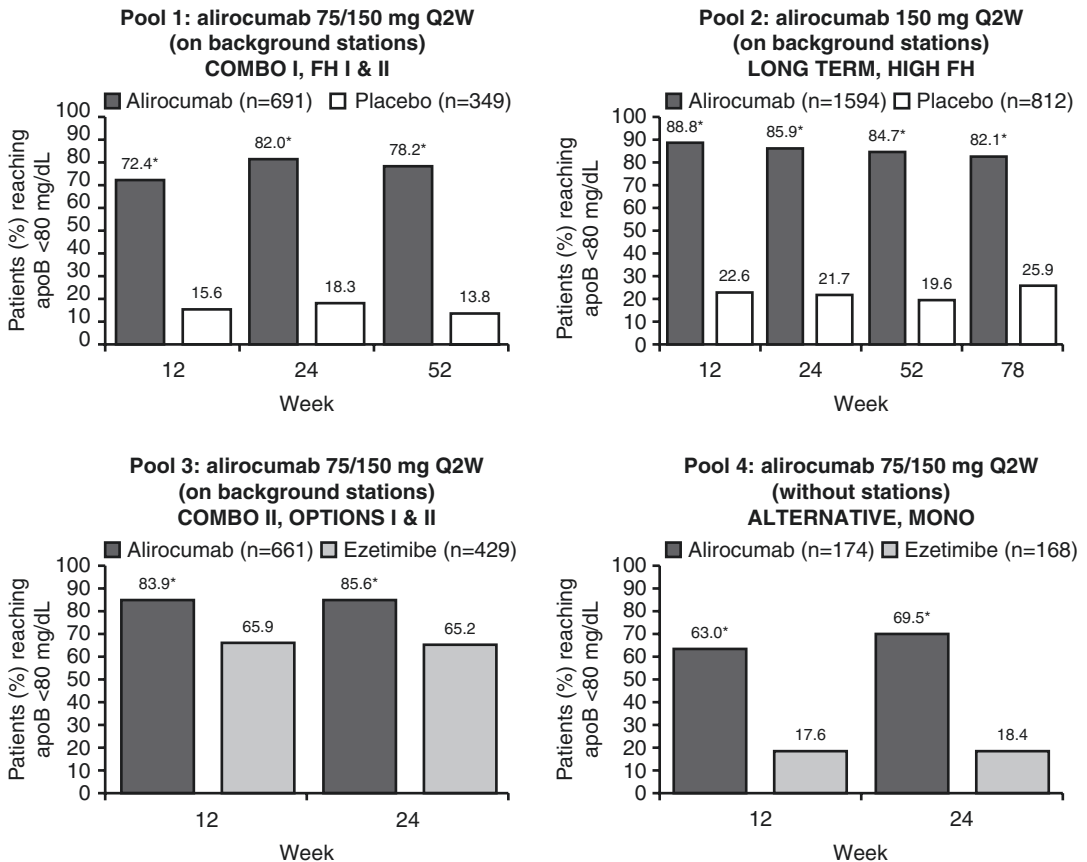 Pool 1: alirocumab 75/150 mg Q2W
(on background stations)
COMBO I, FH I & II
Alirocumab (n=691) Placebo (n=349)
Patients (%) reaching
apoB <80 mg/dL
100
90
80
70
60
50
40
30
20
10
0
72.4*
15.6
82.0*
18.3
78.2*
13.8
12 24 52
Week
Pool 2: alirocumab 150 mg Q2W
(on background stations)
LONG TERM, HIGH FH
Alirocumab (n=1594) Placebo (n=812)
Patients (%) reaching
apoB <80 mg/dL
100
90
80
70
60
50
40
30
20
10
0
88.8*
22.6
85.9*
21.7
84.7*
19.6
82.1*
25.9
12 24 52 78
Week
Pool 3: alirocumab 75/150 mg Q2W
(on background stations)
COMBO II, OPTIONS I & II
Alirocumab (n=661) Ezetimibe (n=429)
Patients (%) reaching
apoB <80 mg/dL
100
90
80
70
60
50
40
30
20
10
0
83.9*
65.9
85.6*
65.2
12 24
Week
Pool 4: alirocumab 75/150 mg Q2W
(without stations)
ALTERNATIVE, MONO
Alirocumab (n=174) Ezetimibe (n=168)
Patients (%) reaching
apoB <80 mg/dL
100
90
80
70
60
50
40
30
20
10
0
63.0*
17.6
69.5*
18.4
12 24
Week